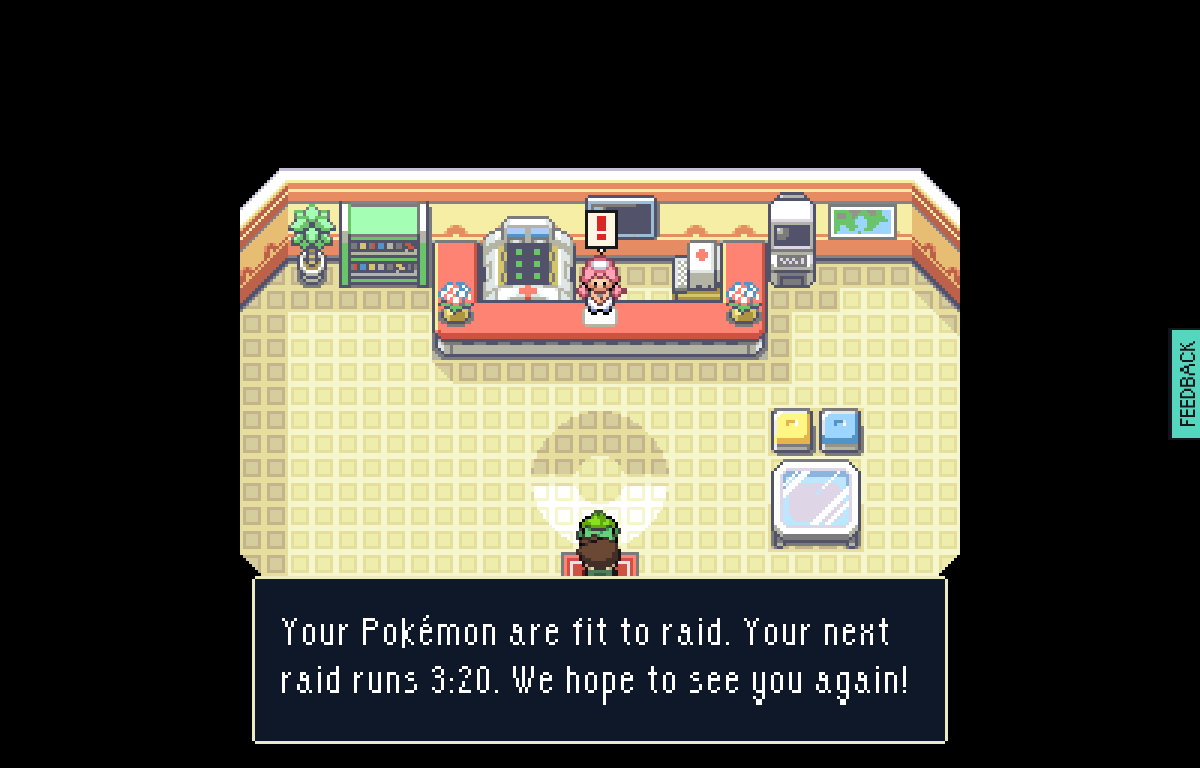 !
FEEDBACK
Your Pokémon are fit to raid. Your next
raid runs 3:20. We hope to see you again!